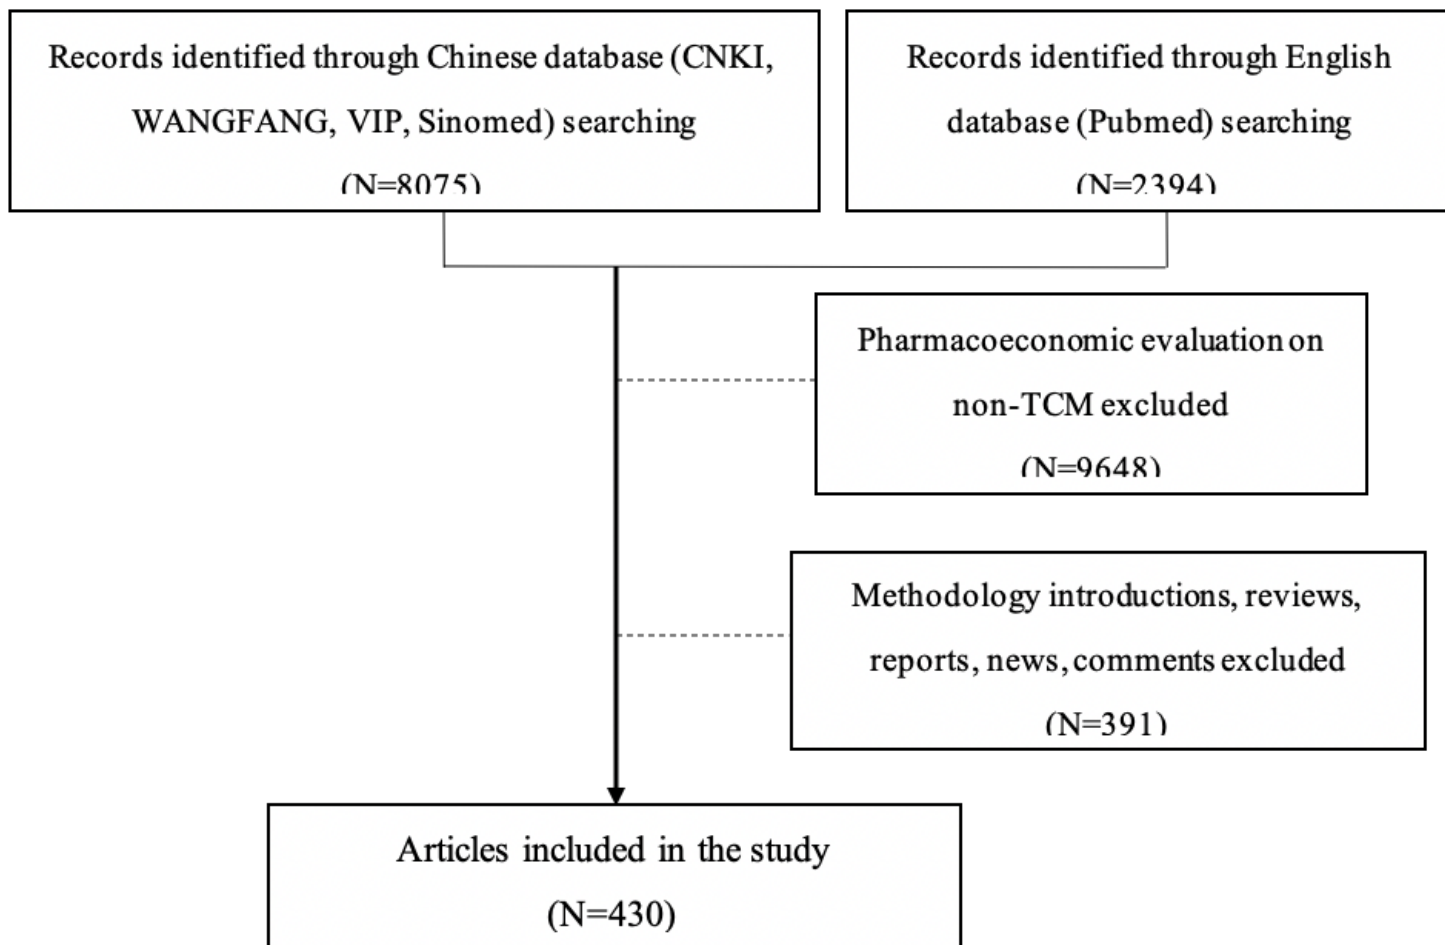 Records identified through Chinese database (CNKI,
WANGFANG, VIP, Sinomed) searching
(N=8075)
Records identified through English
database (Pubmed) searching
(N=2394)
Pharmacoeconomic evaluation on
non-TCM excluded
(N=9648)
Methodology introductions, reviews,
reports, news, comments excluded
(N=391)
Articles included in the study
(N=430)